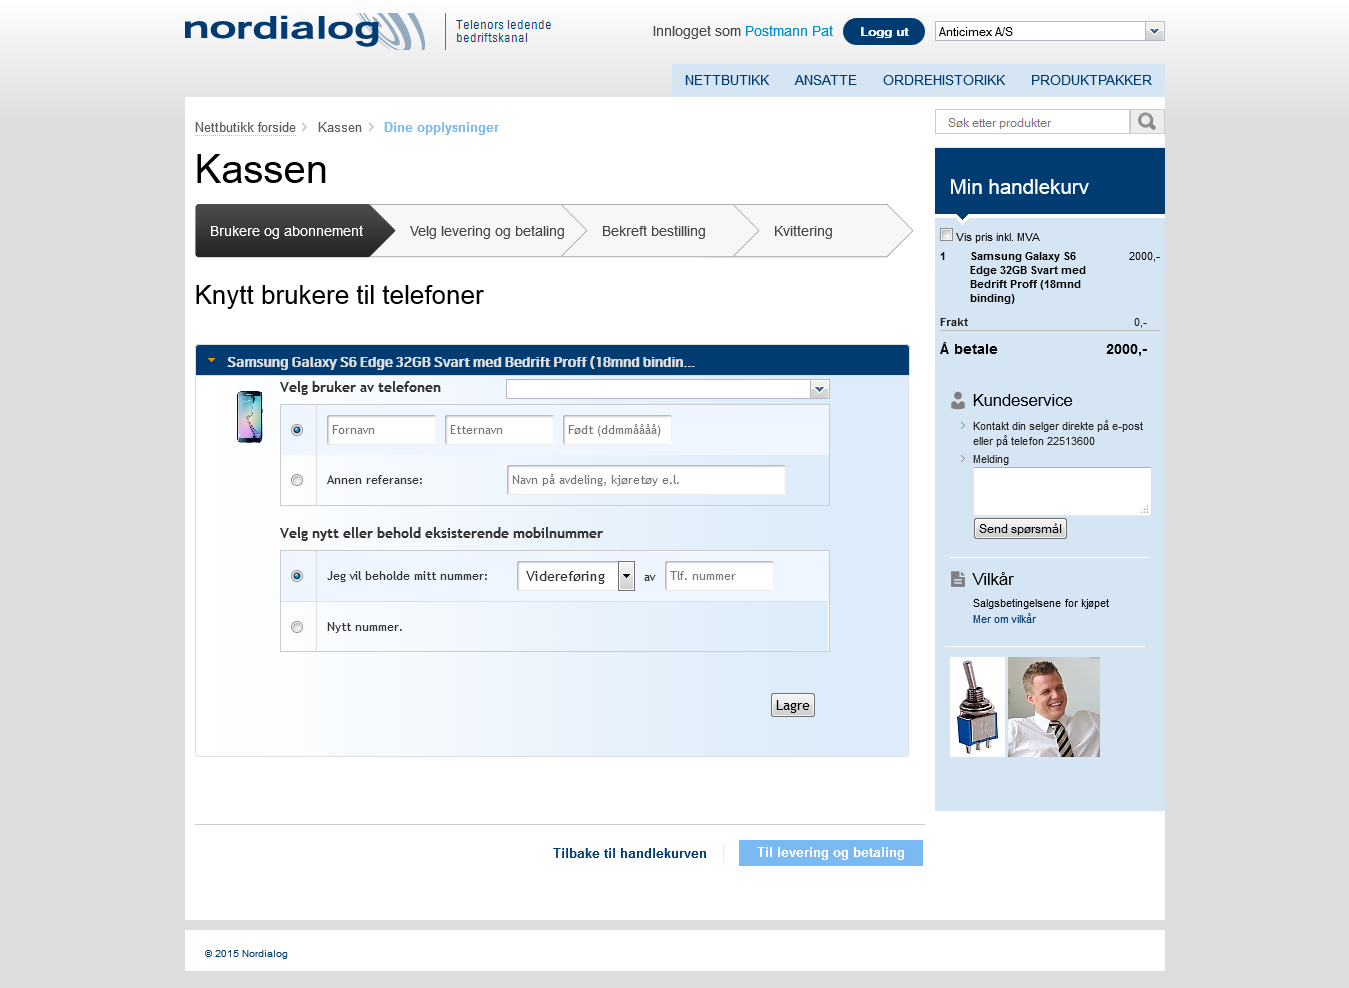 nordialog
Telenors ledende
bedriftskanal
Innlogget som Postmann Pat
Logg ut
Anticimex A/S
NETTBUTIKK ANSATTE ORDREHISTORIKK PRODUKTPAKKER
Nettbutikk forside Kassen Dine opplysninger
Søk etter produkter
Kassen
Brukere og abonnement
Velg levering og betaling
Bekreft bestilling
Kvittering
Knytt brukere til telefoner
Samsung Galaxy S6 Edge 32GB Svart med Bedrift Proff (18mnd bindin...
Velg bruker av telefonen
Fornavn Etternavn Født (ddmmåååå)
Annen referanse: Navn på avdeling, kjøretøy e.l.
Velg nytt eller behold eksisterende mobilnummer
Jeg vil beholde mitt nummer: Videreføring av Tlf. nummer
Nytt nummer.
Lagre
Tilbake til handlekurven
Til levering og betaling
Min handlekurv
Vis pris inkl. MVA
1 Samsung Galaxy S6 2000,-
Edge 32GB Svart med
Bedrift Proff (18mnd
binding)
Frakt 0,-
Å betale 2000,-
Kundeservice
Kontakt din selger direkte på e-post
eller på telefon 22513600
Melding
Send spørsmål
Vilkår
Salgsbetingelsene for kjøpet
Mer om vilkår
© 2015 Nordialog